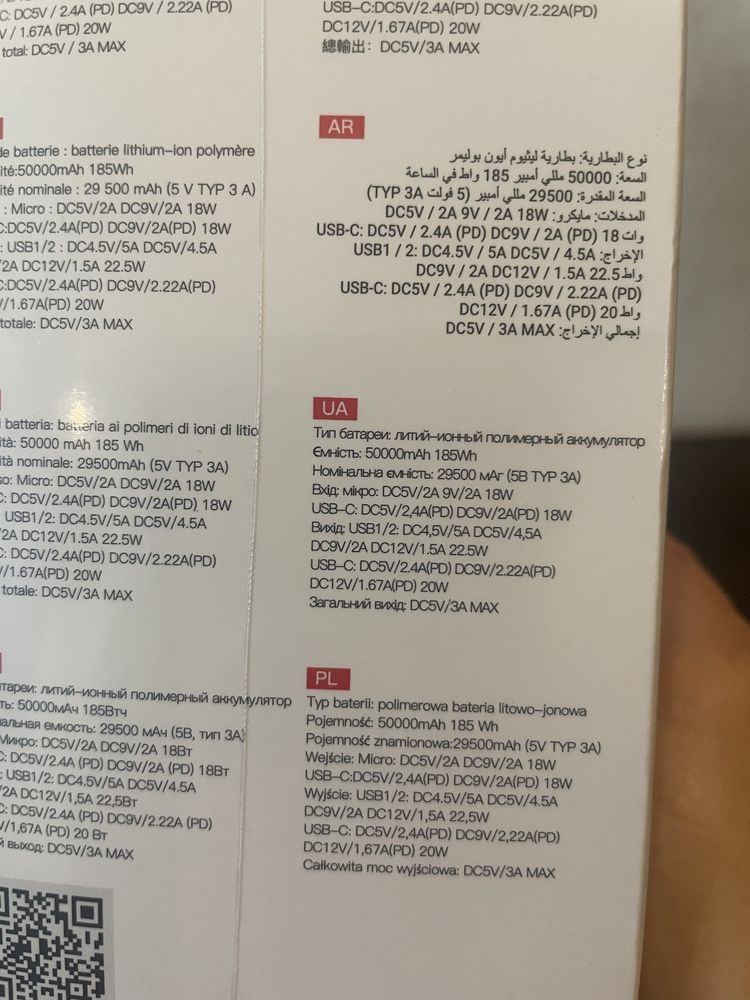 C: DC5V / 2.4A (PD) DC9V / 2.22A (PD)
V / 1.67A (PD) 20W
total: DC5V / 3A MAX
de batterie : batterie lithium-ion polymère
ité:50000mAh 185Wh
ité nominale : 29 500 mAh (5 V TYP 3 A)
: Micro : DC5V/2A DC9V/2A 18W
C:DC5V/2.4A(PD) DC9V/2A(PD) 18W
: USB1/2 : DC4.5V/5A DC5V/4.5A
/2A DC12V/1.5A 22.5W
C:DC5V/2.4A(PD) DC9V/2.22A(PD)
V/1.67A(PD) 20W
totale: DC5V/3A MAX
i batteria: batteria ai polimeri di ioni di litio
ità: 50000 mAh 185 Wh
ità nominale: 29500mAh (5V TYP 3A)
so: Micro: DC5V/2A DC9V/2A 18W
C: DC5V/2.4A(PD) DC9V/2A(PD) 18W
: USB1/2: DC4.5V/5A DC5V/4.5A
/2A DC12V/1.5A 22.5W
C: DC5V/2.4A(PD) DC9V/2.22A(PD)
V/1.67A(PD) 20W
totale: DC5V/3A MAX
тареи: литий-ионный полимерный аккумулятор
ть: 50000мАч 185Втч
альная емкость: 29500 мАч (5В, тип 3А)
Микро: DC5V/2A DC9V/2A 18Вт
C: DC5V/2.4A (PD) DC9V/2A (PD) 18Вт
: USB1/2: DC4.5V/5A DC5V/4.5A
/2A DC12V/1,5A 22,5Вт
C: DC5V/2.4A (PD) DC9V/2.22A (PD)
V/1,67A (PD) 20 Вт
й выход: DC5V/3A MAX
USB-C:DC5V/2.4A(PD) DC9V/2.22A(PD)
DC12V/1.67A(PD) 20W
總輸出: DC5V/3A MAX
AR
نوع البطارية: بطارية ليثيوم أيون بوليمر
السعة: 50000 مللي أمبير 185 واط في الساعة
السعة المقدرة: 29500 مللي أمبير (5 فولت TYP 3A)
المدخلات: مايكرو: DC5V / 2A 9V / 2A 18W
USB-C: DC5V / 2.4A (PD) DC9V / 2A (PD) 18 وات
الإخراج: USB1 / 2: DC4.5V / 5A DC5V / 4.5A
DC9V / 2A DC12V / 1.5A 22.5 واط
USB-C: DC5V / 2.4A (PD) DC9V / 2.22A (PD)
DC12V / 1.67A (PD) 20 واط
إجمالي الإخراج: DC5V / 3A MAX
UA
Тип батареи: литий-ионный полимерный аккумулятор
Ємність: 50000mAh 185Wh
Номінальна ємність: 29500 мАг (5В TYP 3A)
Вхід: мікро: DC5V/2A 9V/2A 18W
USB-C: DC5V/2,4A(PD) DC9V/2A(PD) 18W
Вихід: USB1/2: DC4,5V/5A DC5V/4,5A
DC9V/2A DC12V/1.5A 22.5W
USB-C: DC5V/2.4A(PD) DC9V/2.22A(PD)
DC12V/1.67A(PD) 20W
Загальний вихід: DC5V/3A MAX
PL
Typ baterii: polimerowa bateria litowo-jonowa
Pojemność: 50000mAh 185 Wh
Pojemność znamionowa:29500mAh (5V TYP 3A)
Wejście: Micro: DC5V/2A DC9V/2A 18W
USB-C:DC5V/2,4A(PD) DC9V/2A(PD) 18W
Wyjście: USB1/2: DC4.5V/5A DC5V/4.5A
DC9V/2A DC12V/1,5A 22,5W
USB-C: DC5V/2,4A(PD) DC9V/2,22A(PD)
DC12V/1,67A(PD) 20W
Całkowita moc wyjściowa: DC5V/3A MAX